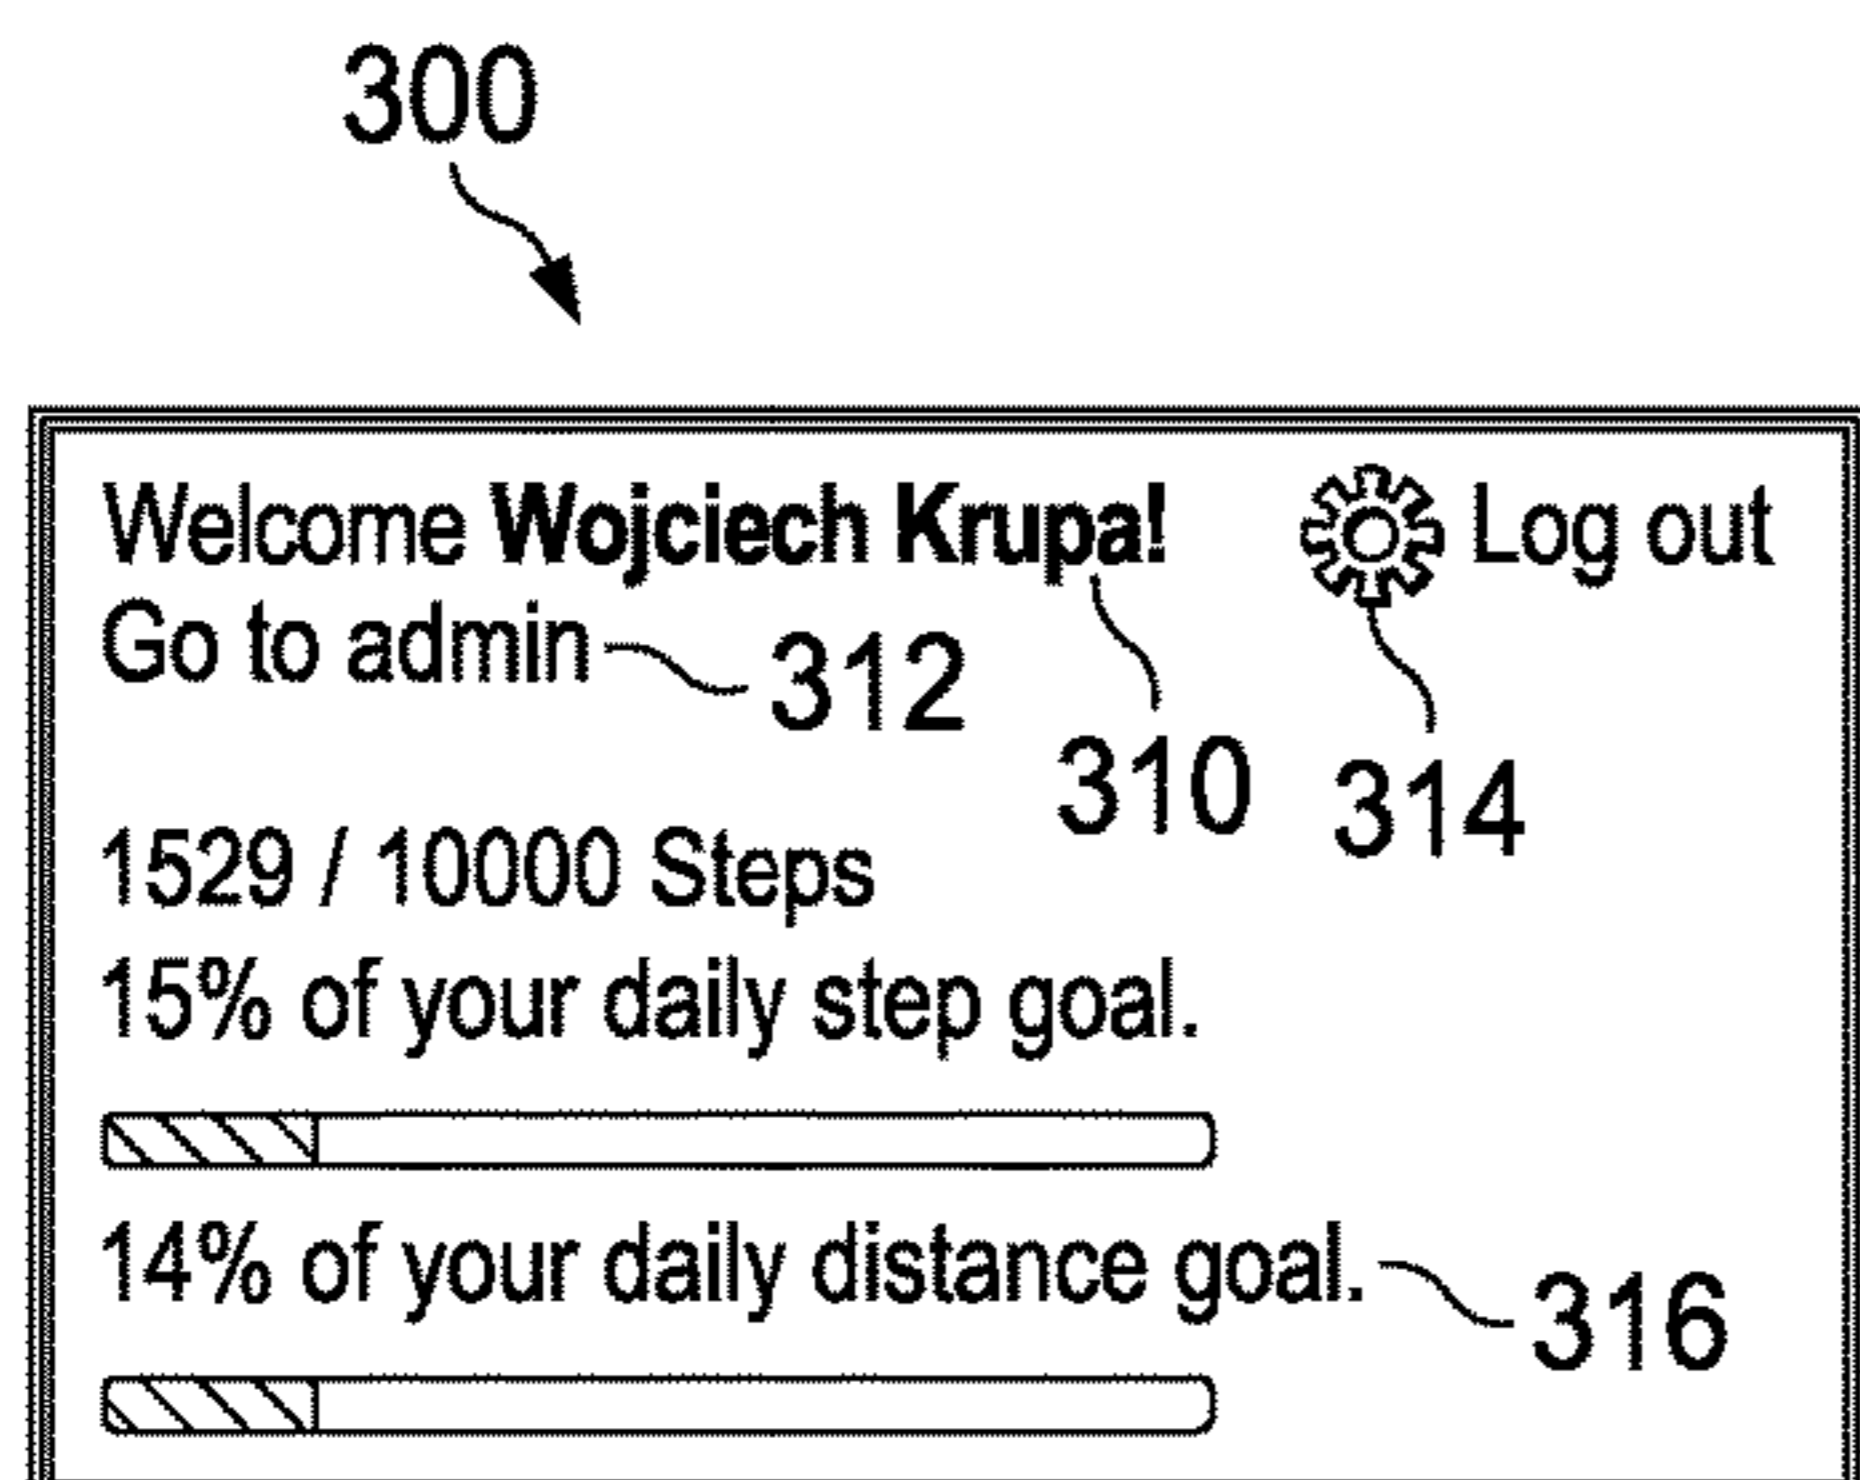 300
Welcome Wojciech Krupa! Log out
Go to admin 312
310 314
1529 / 10000 Steps
15% of your daily step goal.
14% of your daily distance goal.
316